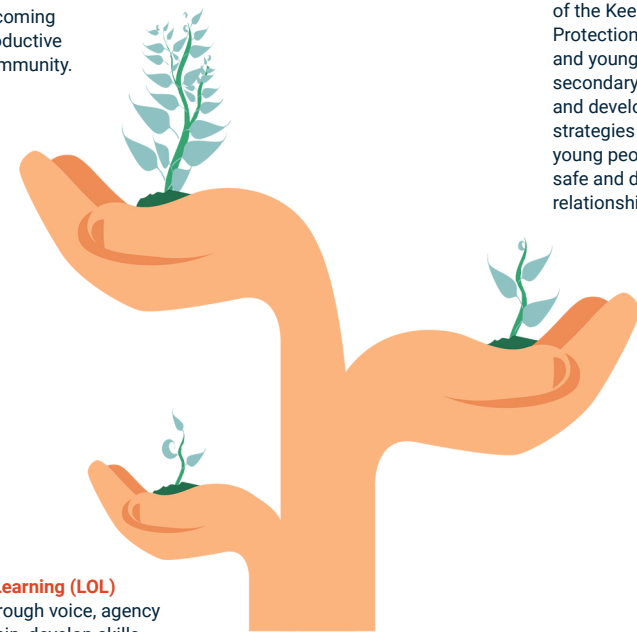 coming
oductive
mmunity.
of the Kee
Protection
and young
secondary
and develo
strategies
young peo
safe and d
relationshi
Learning (LOL)
rough voice, agency